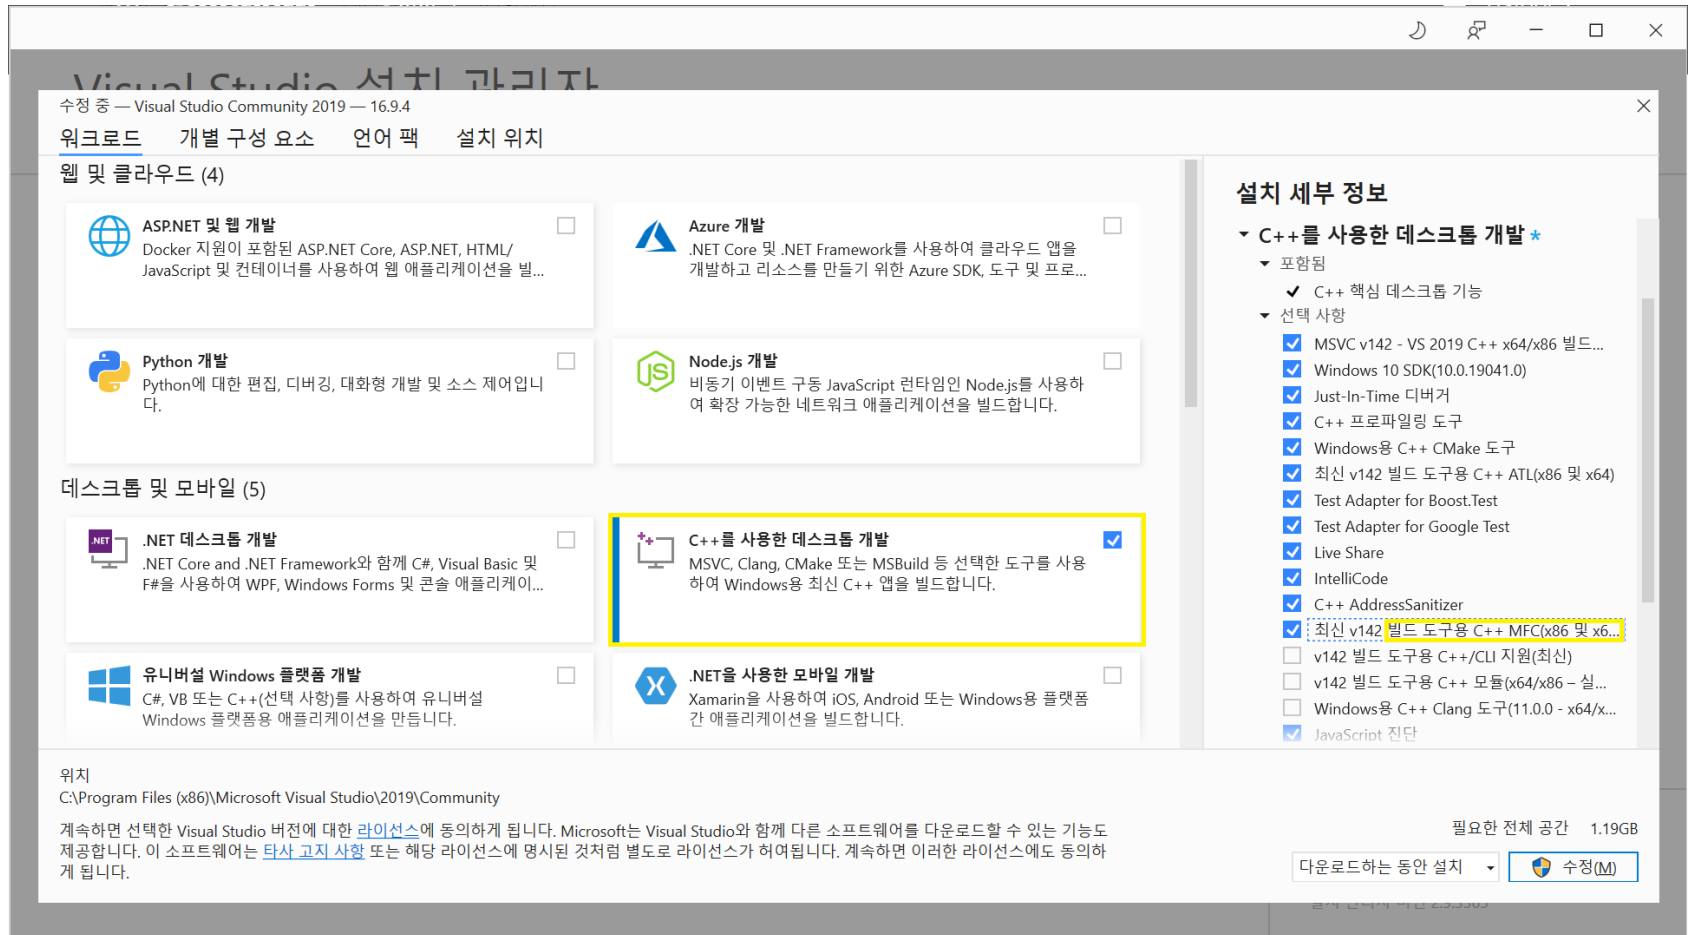 Visual Studio 설치 관리자
수정 중 — Visual Studio Community 2019 — 16.9.4
워크로드 개별 구성 요소 언어 팩 설치 위치
웹 및 클라우드 (4)
ASP.NET 및 웹 개발
Docker 지원이 포함된 ASP.NET Core, ASP.NET, HTML/
JavaScript 및 컨테이너를 사용하여 웹 애플리케이션을 빌...
Azure 개발
.NET Core 및 .NET Framework를 사용하여 클라우드 앱을
개발하고 리소스를 만들기 위한 Azure SDK, 도구 및 프로...
Python 개발
Python에 대한 편집, 디버깅, 대화형 개발 및 소스 제어입니
다.
Node.js 개발
비동기 이벤트 구동 JavaScript 런타임인 Node.js를 사용하
여 확장 가능한 네트워크 애플리케이션을 빌드합니다.
데스크톱 및 모바일 (5)
.NET 데스크톱 개발
.NET Core and .NET Framework와 함께 C#, Visual Basic 및
F#을 사용하여 WPF, Windows Forms 및 콘솔 애플리케이...
C++를 사용한 데스크톱 개발
MSVC, Clang, CMake 또는 MSBuild 등 선택한 도구를 사용
하여 Windows용 최신 C++ 앱을 빌드합니다.
유니버설 Windows 플랫폼 개발
C#, VB 또는 C++(선택 사항)를 사용하여 유니버설
Windows 플랫폼용 애플리케이션을 만듭니다.
.NET을 사용한 모바일 개발
Xamarin을 사용하여 iOS, Android 또는 Windows용 플랫폼
간 애플리케이션을 빌드합니다.
설치 세부 정보
C++를 사용한 데스크톱 개발 *
포함됨
C++ 핵심 데스크톱 기능
선택 사항
MSVC v142 - VS 2019 C++ x64/x86 빌드...
Windows 10 SDK(10.0.19041.0)
Just-In-Time 디버거
C++ 프로파일링 도구
Windows용 C++ CMake 도구
최신 v142 빌드 도구용 C++ ATL(x86 및 x64)
Test Adapter for Boost.Test
Test Adapter for Google Test
Live Share
IntelliCode
C++ AddressSanitizer
최신 v142 빌드 도구용 C++ MFC(x86 및 x6...
v142 빌드 도구용 C++/CLI 지원(최신)
v142 빌드 도구용 C++ 모듈(x64/x86 – 실...
Windows용 C++ Clang 도구(11.0.0 - x64/x...
JavaScript 진단
위치
C:\Program Files (x86)\Microsoft Visual Studio\2019\Community
계속하면 선택한 Visual Studio 버전에 대한 라이선스에 동의하게 됩니다. Microsoft는 Visual Studio와 함께 다른 소프트웨어를 다운로드할 수 있는 기능도
제공합니다. 이 소프트웨어는 타사 고지 사항 또는 해당 라이선스에 명시된 것처럼 별도로 라이선스가 허여됩니다. 계속하면 이러한 라이선스에도 동의하
게 됩니다.
필요한 전체 공간 1.19GB
다운로드하는 동안 설치
수정(M)